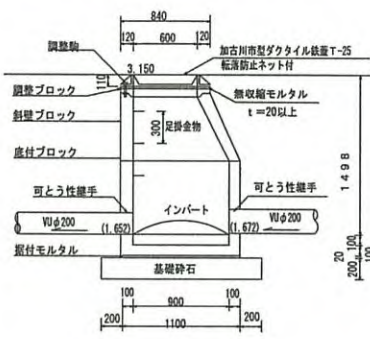 840
120 600 120
調整駒
3.150
加古川市型ダクタイル鉄蓋T-25
転落防止ネット付
110
調整ブロック
無収縮モルタル
t=20以上
斜壁ブロック
300
足掛金物
底付ブロック
1498
可とう性継手
可とう性継手
インバート
VUφ200
VUφ200
(1,652)
(1,672)
据付モルタル
20 100
200
100
基礎砕石
100 900 100
200 1100 200